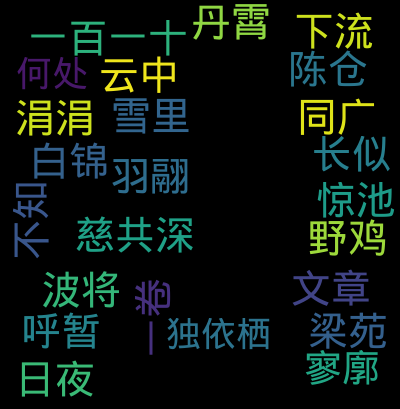 丹霄
一百一十
下流
何处
云中
陈仓
涓涓
雪里
同广
白锦
羽翮
长似
不知
惊池
慈共深
野鸡
波将
一卷
文章
呼暂
独依栖
梁苑
日夜
寥廓